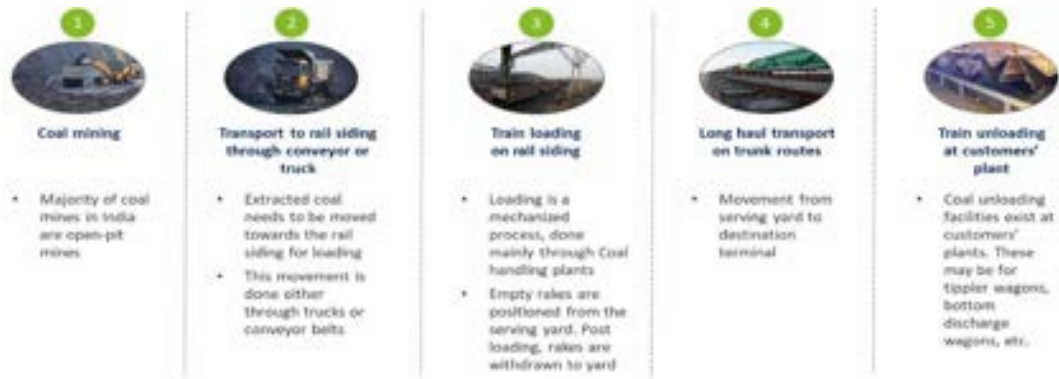 1
Coal mining
• Majority of coal
mines in India
are open-pit
mines
2
Transport to rail siding
through conveyor or
truck
• Extracted coal
needs to be moved
towards the rail
siding for loading
• This movement is
done either
through trucks or
conveyor belts
3
Train loading
on rail siding
• Loading is a
mechanized
process, done
mainly through Coal
handling plants
• Empty rakes are
positioned from the
serving yard. Post
loading, rakes are
withdrawn to yard
4
Long haul transport
on trunk routes
• Movement from
serving yard to
destination
terminal
5
Train unloading
at customers'
plant
• Coal unloading
facilities exist at
customers'
plants. These
may be for
tippler wagons,
bottom
discharge
wagons, etc.